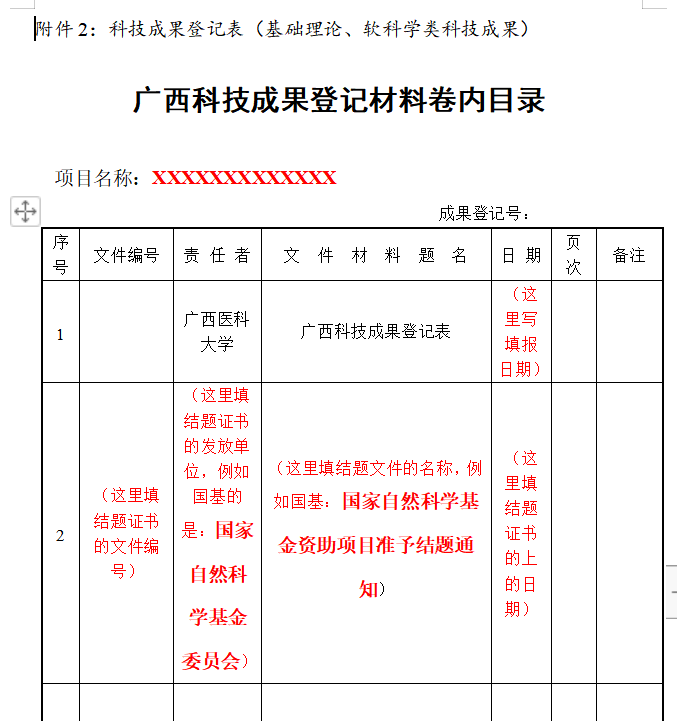 附件 2：科技成果登记表（基础理论、软科学类科技成果）
广西科技成果登记材料卷内目录
项目名称：XXXXXXXXXXXXX
成果登记号：
序号 文件编号 责 任 者 文 件 材 料 题 名 日 期 页次 备注
1
广西医科
大学
广西科技成果登记表
（这
里写
填报
日期）
2
（这里填
结题证书
的文件编
号）
（这里填
结题证书
的发放单
位，例如
国基的
是：国家
自然科
学基金
委员会）
（这里填结题文件的名称，例
如国基：国家自然科学基
金资助项目准予结题通
知）
（这
里填
结题
证书
的上
的日
期）